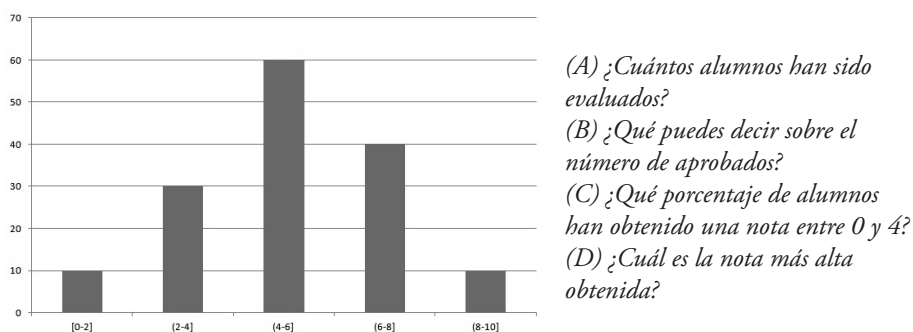 70
60
50
40
30
20
10
0
[0-2]
(2-4]
(4-6]
(6-8]
(8-10]
(A) ¿Cuántos alumnos han sido
evaluados?
(B) ¿Qué puedes decir sobre el
número de aprobados?
(C) ¿Qué porcentaje de alumnos
han obtenido una nota entre 0 y 4?
(D) ¿Cuál es la nota más alta
obtenida?